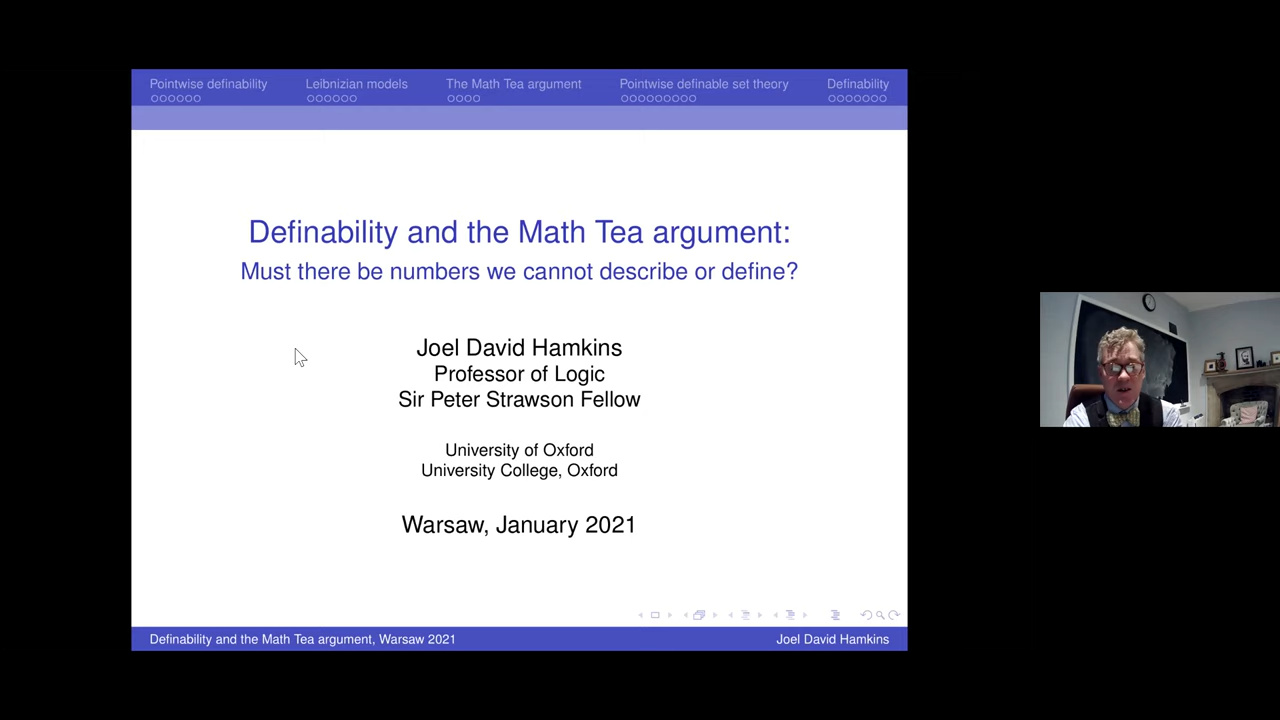 Pointwise definability
Leibnizian models
The Math Tea argument
Pointwise definable set theory
Definability
Definability and the Math Tea argument:
Must there be numbers we cannot describe or define?
Joel David Hamkins
Professor of Logic
Sir Peter Strawson Fellow
University of Oxford
University College, Oxford
Warsaw, January 2021
Definability and the Math Tea argument, Warsaw 2021
Joel David Hamkins